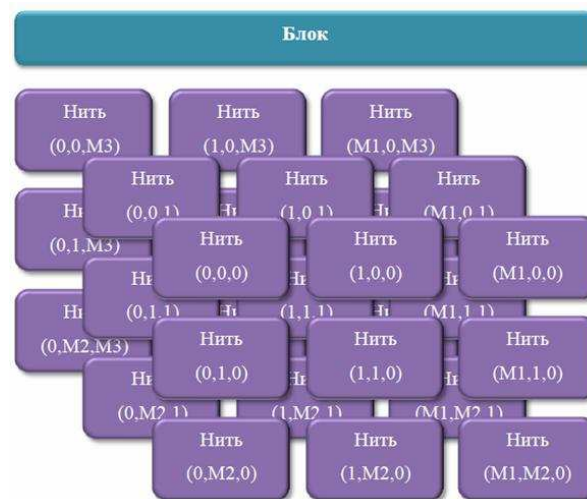 Блок
Нить
(0,0,M3)
Нить
(1,0,M3)
Нить
(M1,0,M3)
Нить
(0,0,1)
Нить
(1,0,1)
Нить
(M1,0,1)
(0,1,M3)
Нить
(0,0,0)
Нить
(1,0,0)
Нить
(M1,0,0)
(0,1,1)
(1,1,1)
(M1,1,1)
(0,M2,M3)
Нить
(0,1,0)
Нить
(1,1,0)
Нить
(M1,1,0)
(0,M2,1)
(1,M2,1)
(M1,M2,1)
Нить
(0,M2,0)
Нить
(1,M2,0)
Нить
(M1,M2,0)